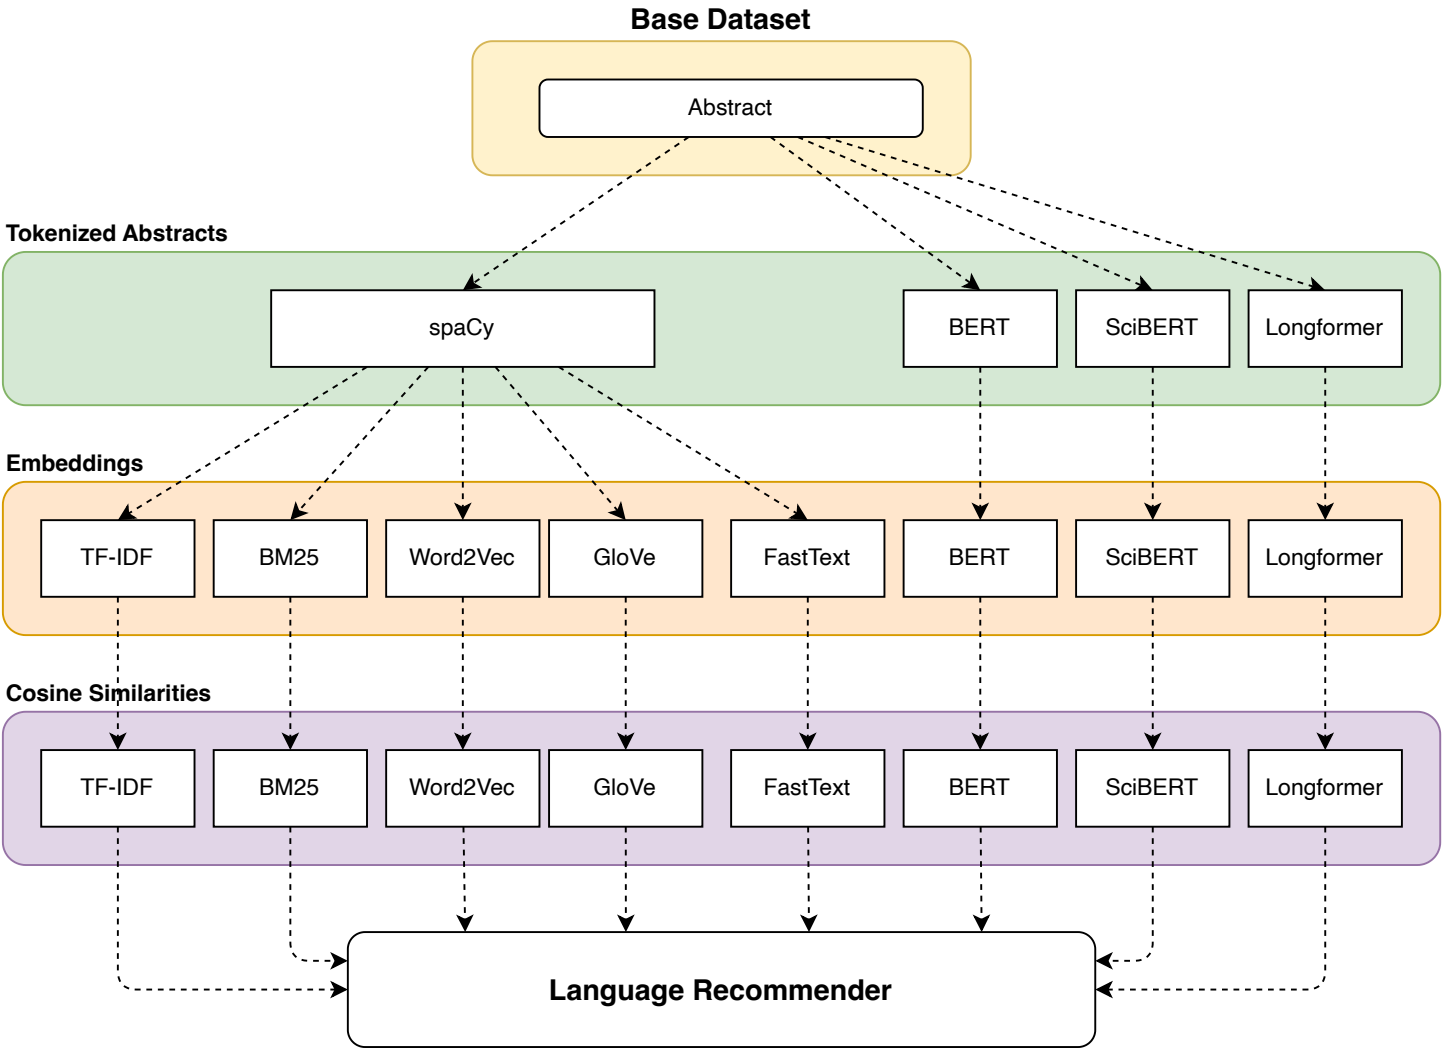 Base Dataset
Abstract
Tokenized Abstracts
spaCy
BERT
SciBERT
Longformer
Embeddings
TF-IDF
BM25
Word2Vec
GloVe
FastText
BERT
SciBERT
Longformer
Cosine Similarities
TF-IDF
BM25
Word2Vec
GloVe
FastText
BERT
SciBERT
Longformer
Language Recommender